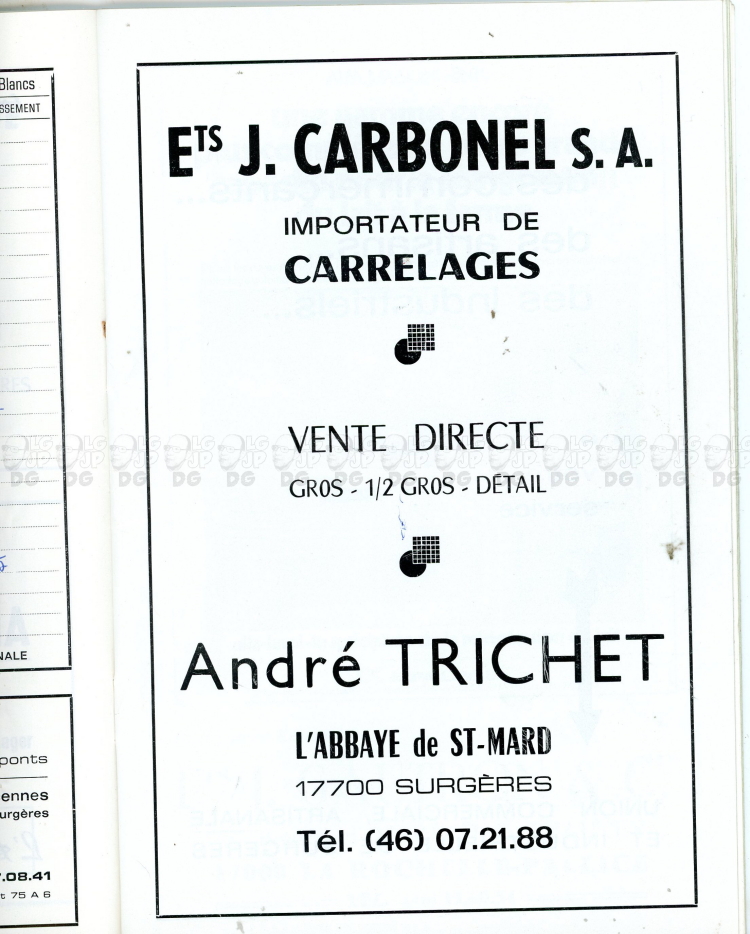 Blancs
SSEMENT
NALE
ponts
ennes
urgères
.08.41
t 75 A 6
ETS J. CARBONEL S. A.
IMPORTATEUR DE
CARRELAGES
VENTE DIRECTE
GROS - 1/2 GROS - DÉTAIL
André TRICHET
L'ABBAYE de ST-MARD
17700 SURGÈRES
Tél. (46) 07.21.88